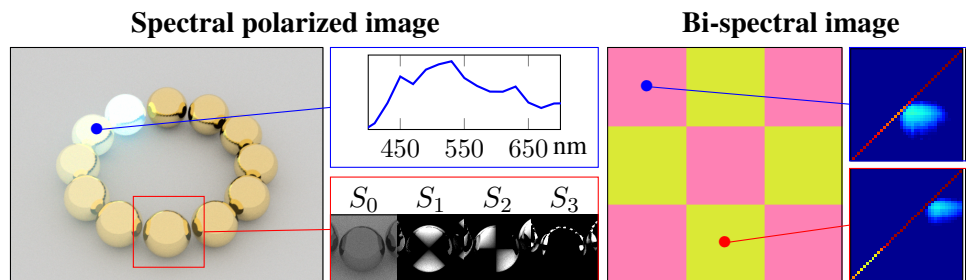 Spectral polarized image
Bi-spectral image
450 550 650 nm
S₀ S₁ S₂ S₃